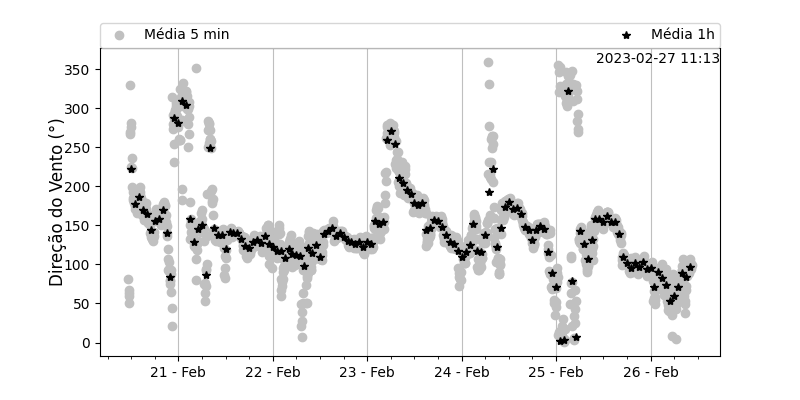 Média 5 min
Média 1h
2023-02-27 11:13
Direção do Vento (°)
350
300
250
200
150
100
50
0
21 - Feb
22 - Feb
23 - Feb
24 - Feb
25 - Feb
26 - Feb